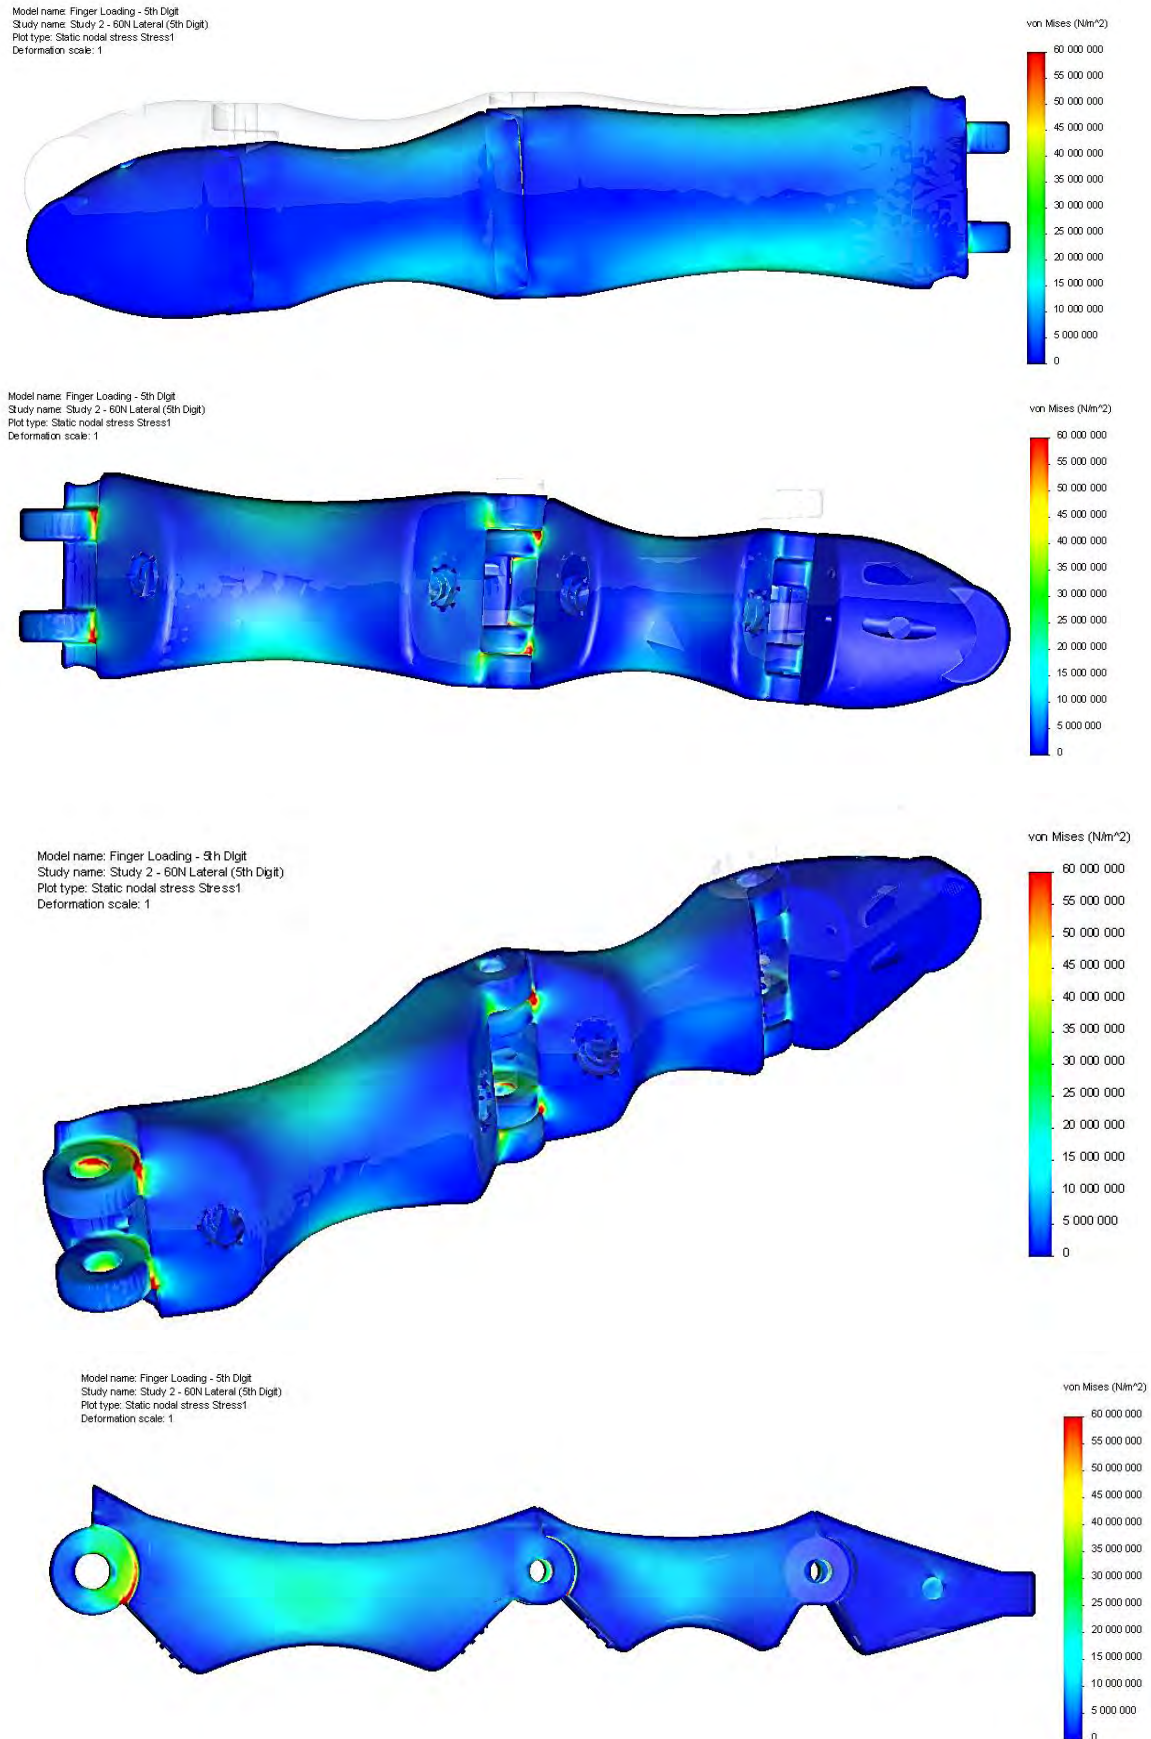 Model name: Finger Loading - 5th DIgit
Study name: Study 2 - 60N Lateral (5th Digit)
Plot type: Static nodal stress Stress1
Deformation scale: 1
von Mises (N/m^2)
60 000 000
55 000 000
50 000 000
45 000 000
40 000 000
35 000 000
30 000 000
25 000 000
20 000 000
15 000 000
10 000 000
5 000 000
0
Model name: Finger Loading - 5th DIgit
Study name: Study 2 - 60N Lateral (5th Digit)
Plot type: Static nodal stress Stress1
Deformation scale: 1
von Mises (N/m^2)
60 000 000
55 000 000
50 000 000
45 000 000
40 000 000
35 000 000
30 000 000
25 000 000
20 000 000
15 000 000
10 000 000
5 000 000
0
Model name: Finger Loading - 5th DIgit
Study name: Study 2 - 60N Lateral (5th Digit)
Plot type: Static nodal stress Stress1
Deformation scale: 1
von Mises (N/m^2)
60 000 000
55 000 000
50 000 000
45 000 000
40 000 000
35 000 000
30 000 000
25 000 000
20 000 000
15 000 000
10 000 000
5 000 000
0
Model name: Finger Loading - 5th DIgit
Study name: Study 2 - 60N Lateral (5th Digit)
Plot type: Static nodal stress Stress1
Deformation scale: 1
von Mises (N/m^2)
60 000 000
55 000 000
50 000 000
45 000 000
40 000 000
35 000 000
30 000 000
25 000 000
20 000 000
15 000 000
10 000 000
5 000 000
0